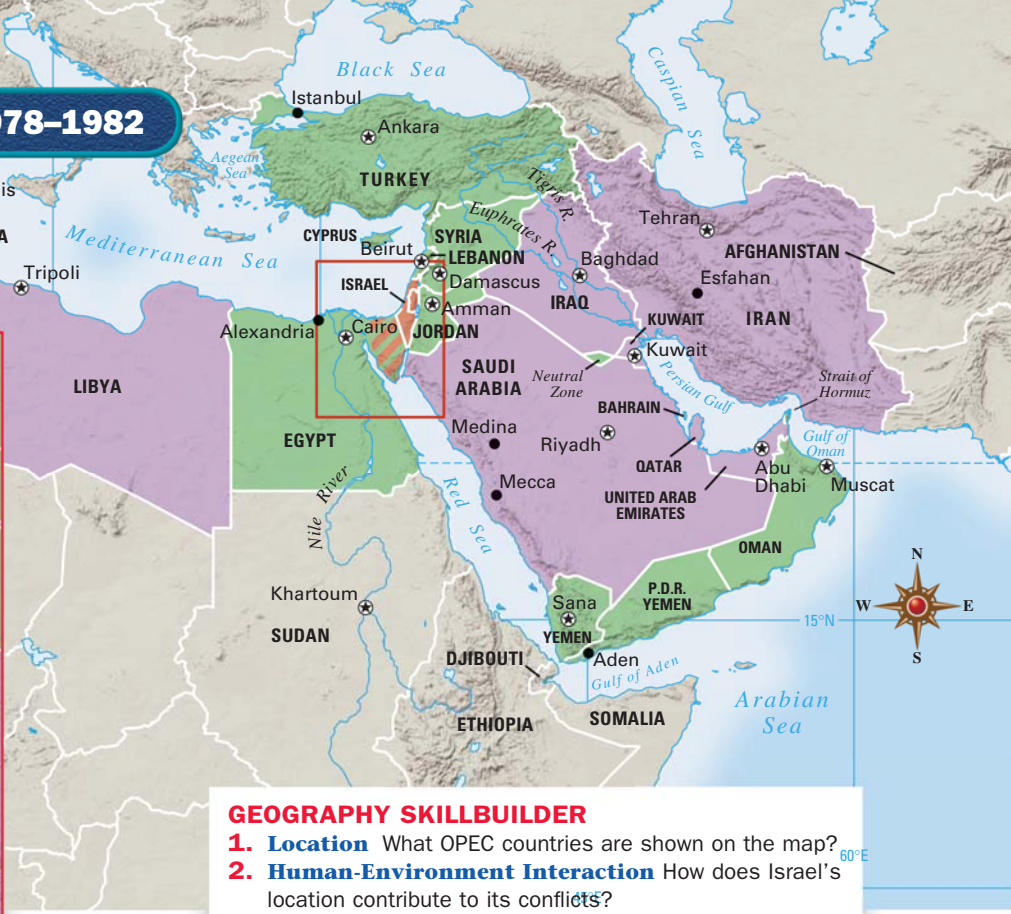 978–1982
Black Sea
Caspian Sea
Istanbul
Ankara
Aegean
Sea
TURKEY
Tigris R.
is
A
Mediterranean Sea
CYPRUS
Beirut
SYRIA
Euphrates R.
LEBANON
Tehran
AFGHANISTAN
Tripoli
ISRAEL
Damascus
Baghdad
Esfahan
Amman
IRAQ
IRAN
Alexandria
Cairo
JORDAN
KUWAIT
Kuwait
LIBYA
SAUDI
ARABIA
Neutral
Zone
Persian Gulf
Strait of
Hormuz
BAHRAIN
EGYPT
Medina
Riyadh
QATAR
Gulf of
Oman
Abu
Dhabi
Muscat
Mecca
UNITED ARAB
EMIRATES
Nile River
Red Sea
OMAN
Khartoum
P.D.R.
YEMEN
N
W
E
S
Sana
15°N
SUDAN
YEMEN
DJIBOUTI
Aden
Gulf of Aden
Arabian
Sea
ETHIOPIA
SOMALIA
GEOGRAPHY SKILLBUILDER
1. Location What OPEC countries are shown on the map?
60°E
2. Human-Environment Interaction How does Israel's
location contribute to its conflicts?
45°E